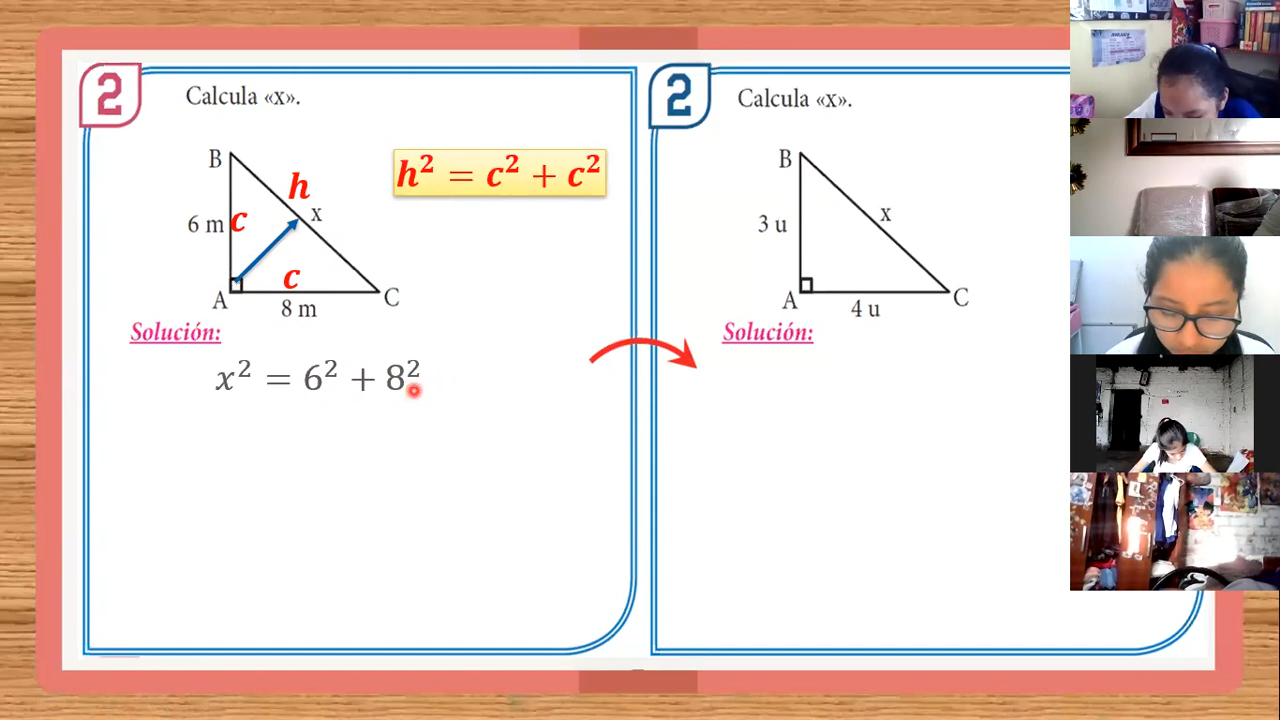 2
Calcula «x».
B
h
h² = c² + c²
6 m
c
x
c
A
8 m
C
Solución:
x² = 6² + 8²
2
Calcula «x».
B
3 u
x
A
4 u
C
Solución: